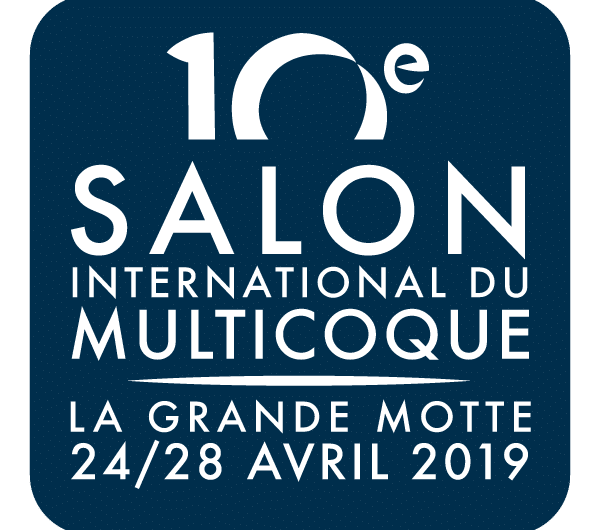 10e
SALON
INTERNATIONAL DU
MULTICOQUE
LA GRANDE MOTTE
24/28 AVRIL 2019